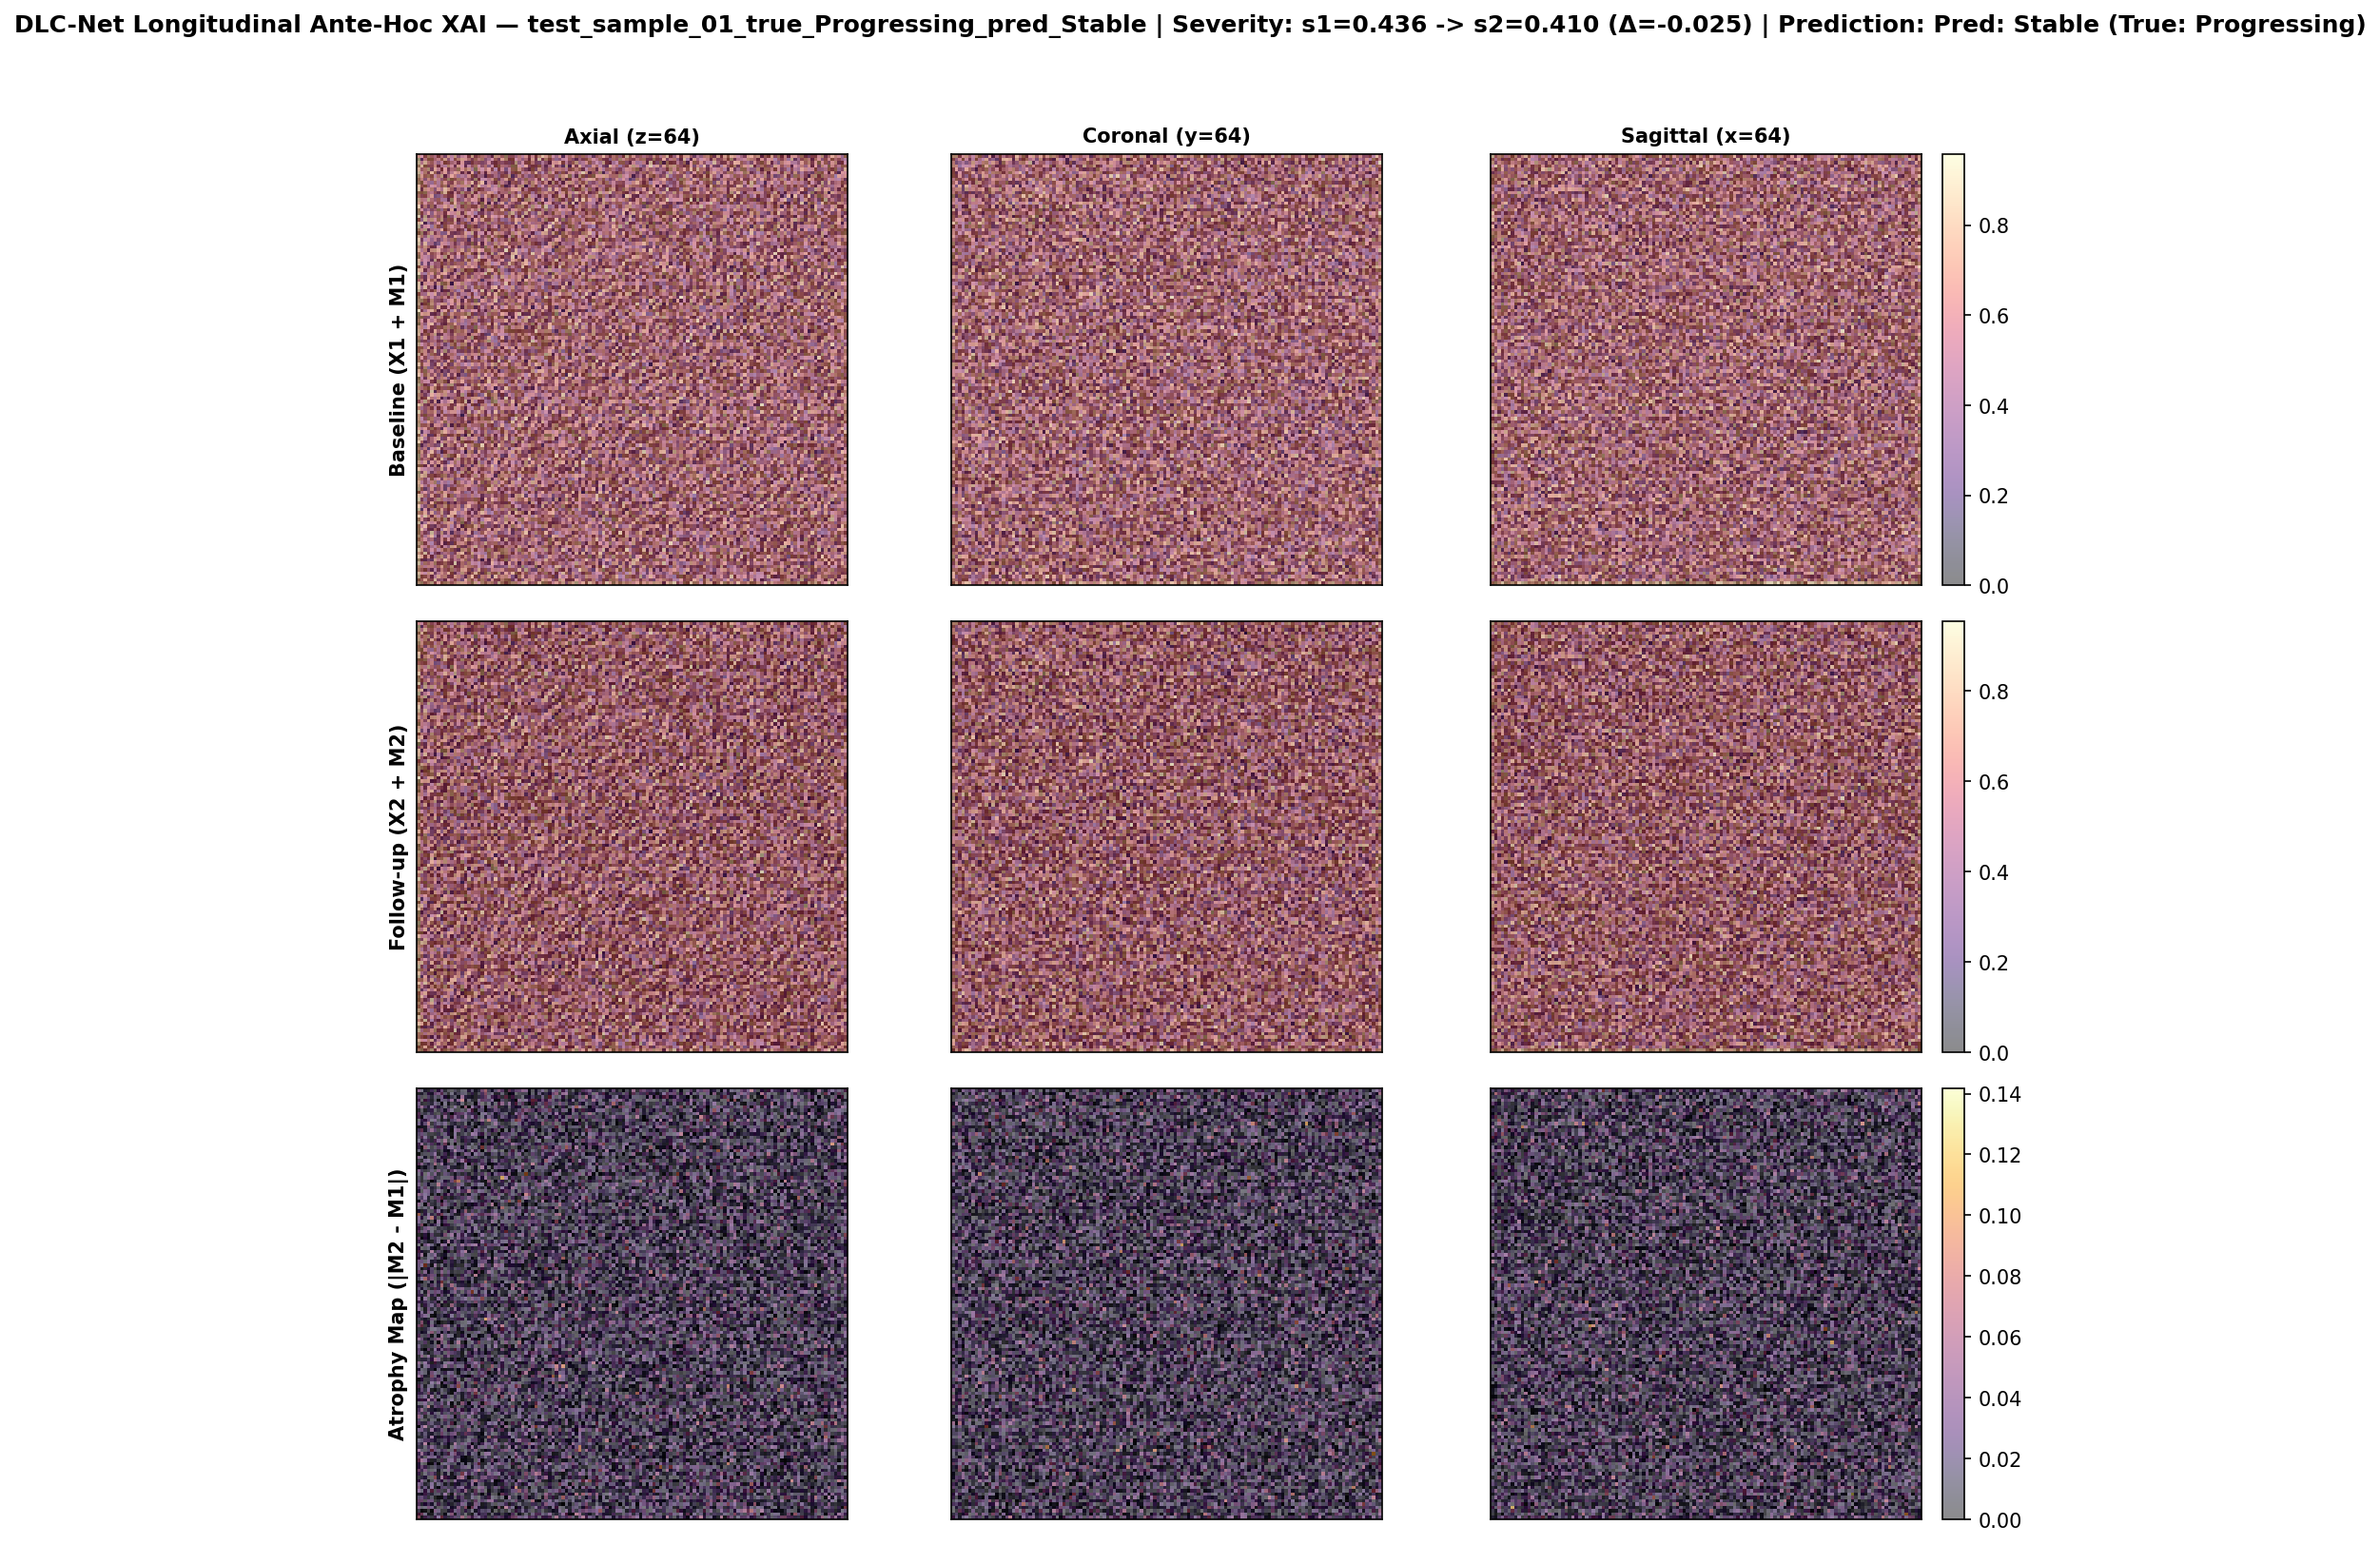 DLC-Net Longitudinal Ante-Hoc XAI — test_sample_01_true_Progressing_pred_Stable | Severity: s1=0.436 -> s2=0.410 (Δ=-0.025) | Prediction: Pred: Stable (True: Progressing)
Axial (z=64)
Coronal (y=64)
Sagittal (x=64)
Baseline (X1 + M1)
0.8
0.6
0.4
0.2
0.0
Follow-up (X2 + M2)
0.8
0.6
0.4
0.2
0.0
Atrophy Map (|M2 - M1|)
0.14
0.12
0.10
0.08
0.06
0.04
0.02
0.00